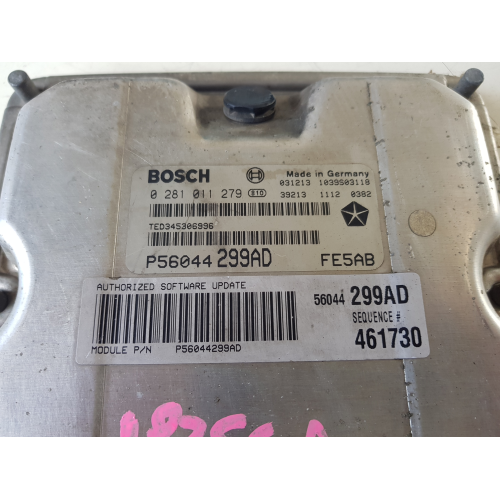 BOSCH
Made in Germany
031213 1039S03118
0 281 011 279 E10
39213 1112 0382
TED345306996
P56044 299AD FE5AB
AUTHORIZED SOFTWARE UPDATE
56044 299AD
SEQUENCE #
461730
MODULE P/N P56044299AD